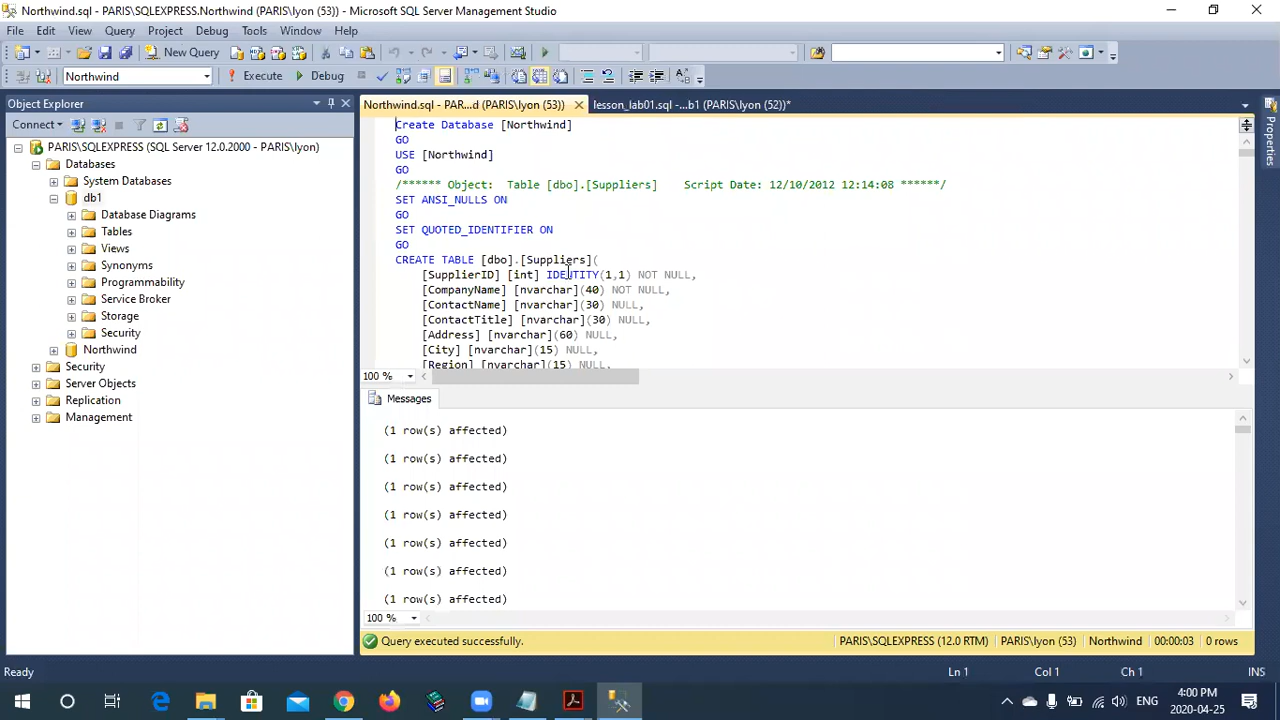 Northwind.sql - PARIS\SQLEXPRESS.Northwind (PARIS\lyon (53)) - Microsoft SQL Server Management Studio
File Edit View Query Project Debug Tools Window Help
New Query
Northwind Execute Debug
Object Explorer
Northwind.sql - PAR...d (PARIS\lyon (53)) lesson_lab01.sql -...b1 (PARIS\lyon (52))*
Connect
Properties
PARIS\SQLEXPRESS (SQL Server 12.0.2000 - PARIS\lyon)
Databases
System Databases
db1
Database Diagrams
Tables
Views
Synonyms
Programmability
Service Broker
Storage
Security
Northwind
Security
Server Objects
Replication
Management
Create Database [Northwind]
GO
USE [Northwind]
GO
/****** Object:  Table [dbo].[Suppliers]    Script Date: 12/10/2012 12:14:08 ******/
SET ANSI_NULLS ON
GO
SET QUOTED_IDENTIFIER ON
GO
CREATE TABLE [dbo].[Suppliers](
[SupplierID] [int] IDENTITY(1,1) NOT NULL,
[CompanyName] [nvarchar](40) NOT NULL,
[ContactName] [nvarchar](30) NULL,
[ContactTitle] [nvarchar](30) NULL,
[Address] [nvarchar](60) NULL,
[City] [nvarchar](15) NULL,
[Region] [nvarchar](15) NULL,
100 %
Messages
(1 row(s) affected)
(1 row(s) affected)
(1 row(s) affected)
(1 row(s) affected)
(1 row(s) affected)
(1 row(s) affected)
(1 row(s) affected)
100 %
Query executed successfully. PARIS\SQLEXPRESS (12.0 RTM) PARIS\lyon (53) Northwind 00:00:03 0 rows
Ready Ln 1 Col 1 Ch 1 INS
ENG
4:00 PM
2020-04-25